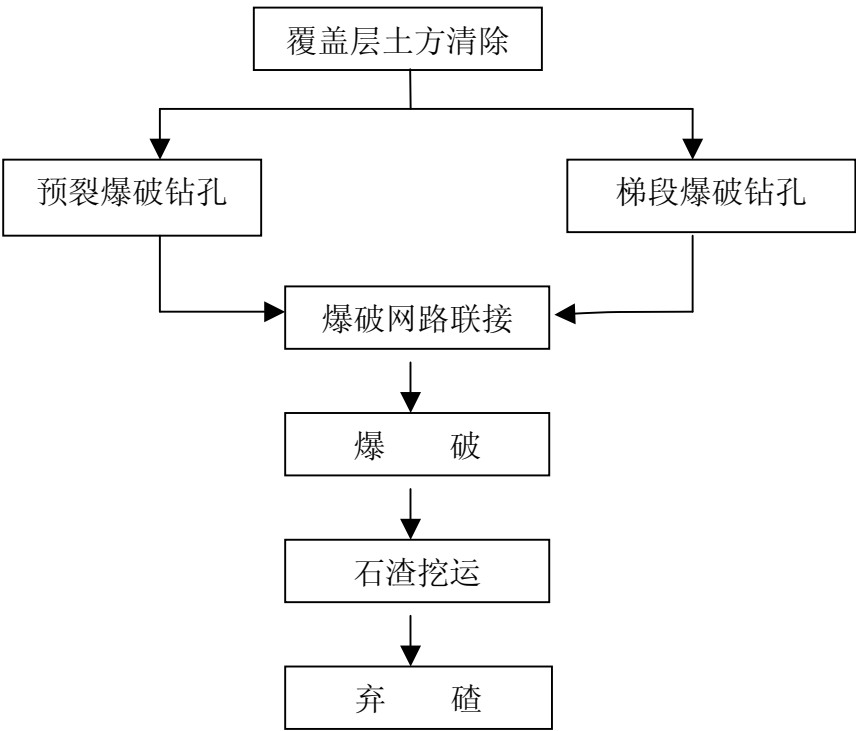 覆盖层土方清除
预裂爆破钻孔
梯段爆破钻孔
爆破网路联接
爆 破
石渣挖运
弃 碴